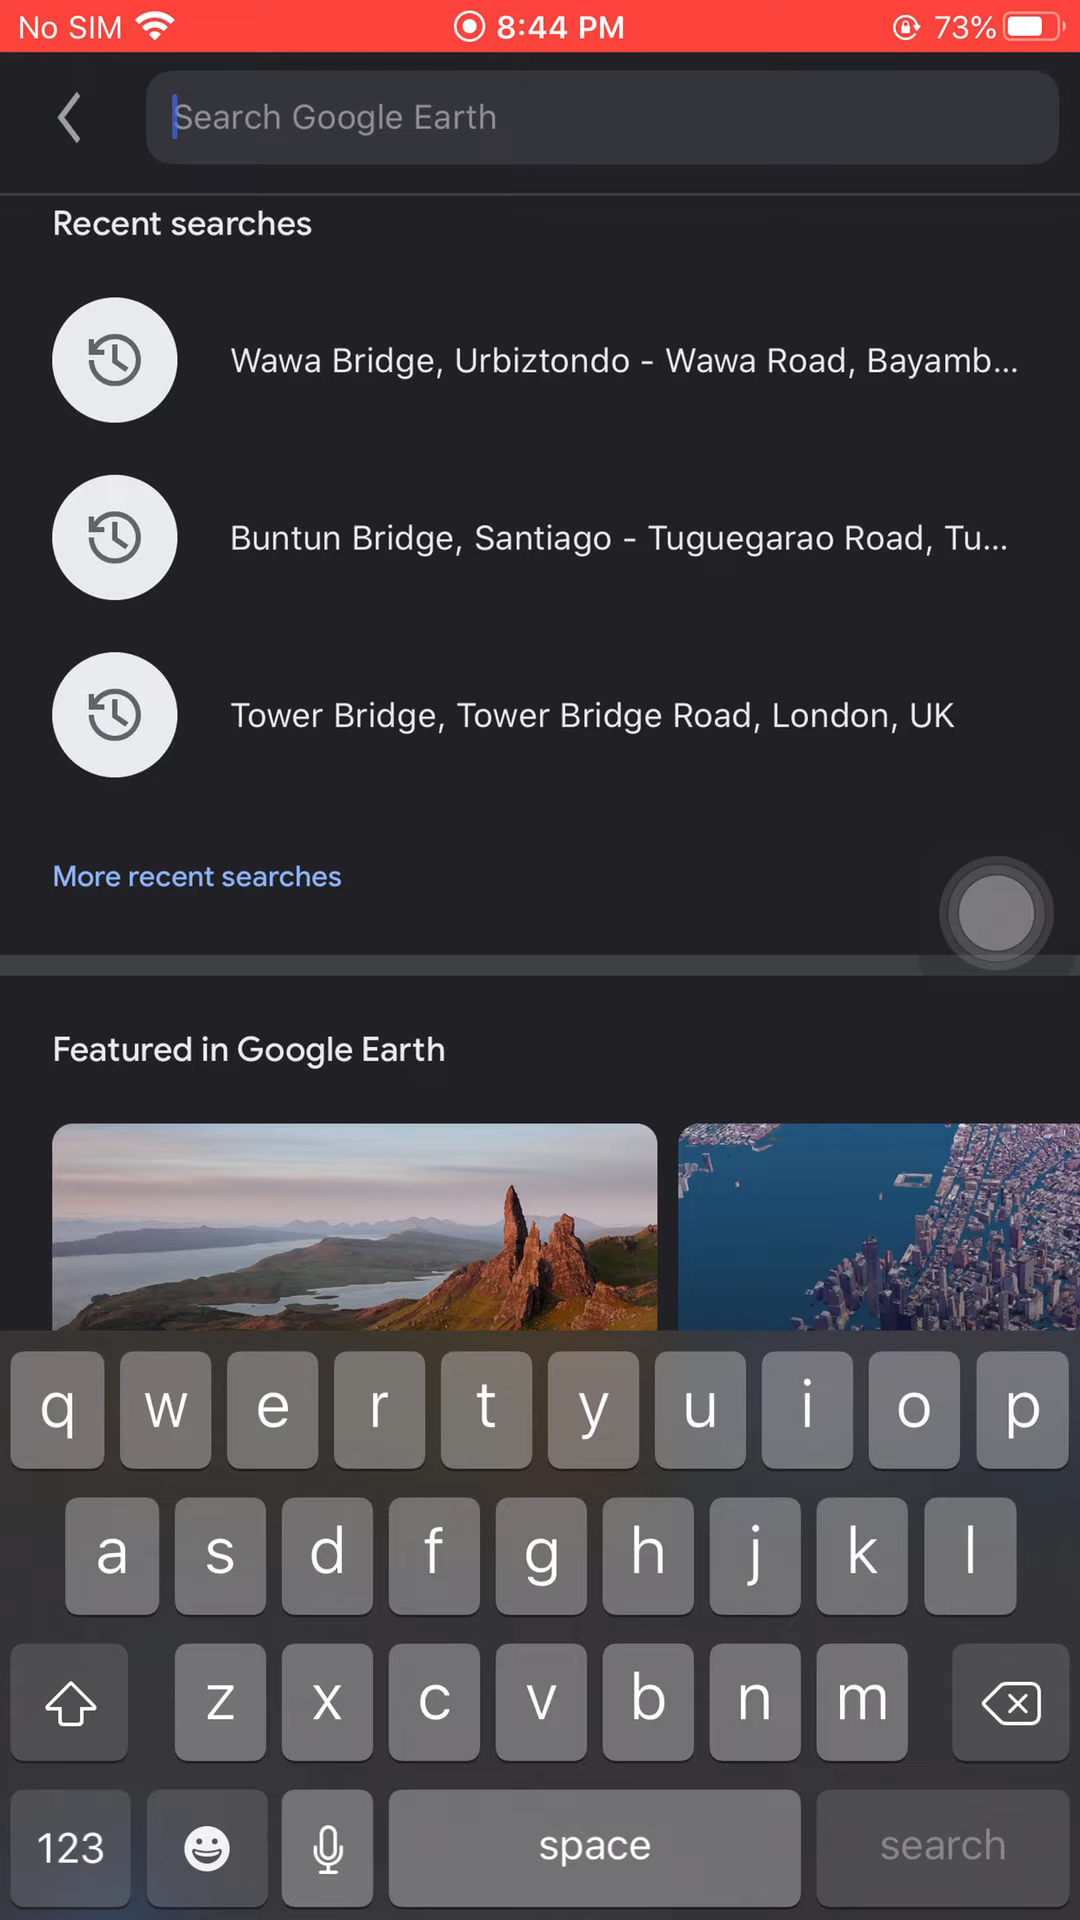 No SIM 8:44 PM 73%
Search Google Earth
Recent searches
Wawa Bridge, Urbiztondo - Wawa Road, Bayamb...
Buntun Bridge, Santiago - Tuguegarao Road, Tu...
Tower Bridge, Tower Bridge Road, London, UK
More recent searches
Featured in Google Earth
q w e r t y u i o p
a s d f g h j k l
z x c v b n m
123 space search